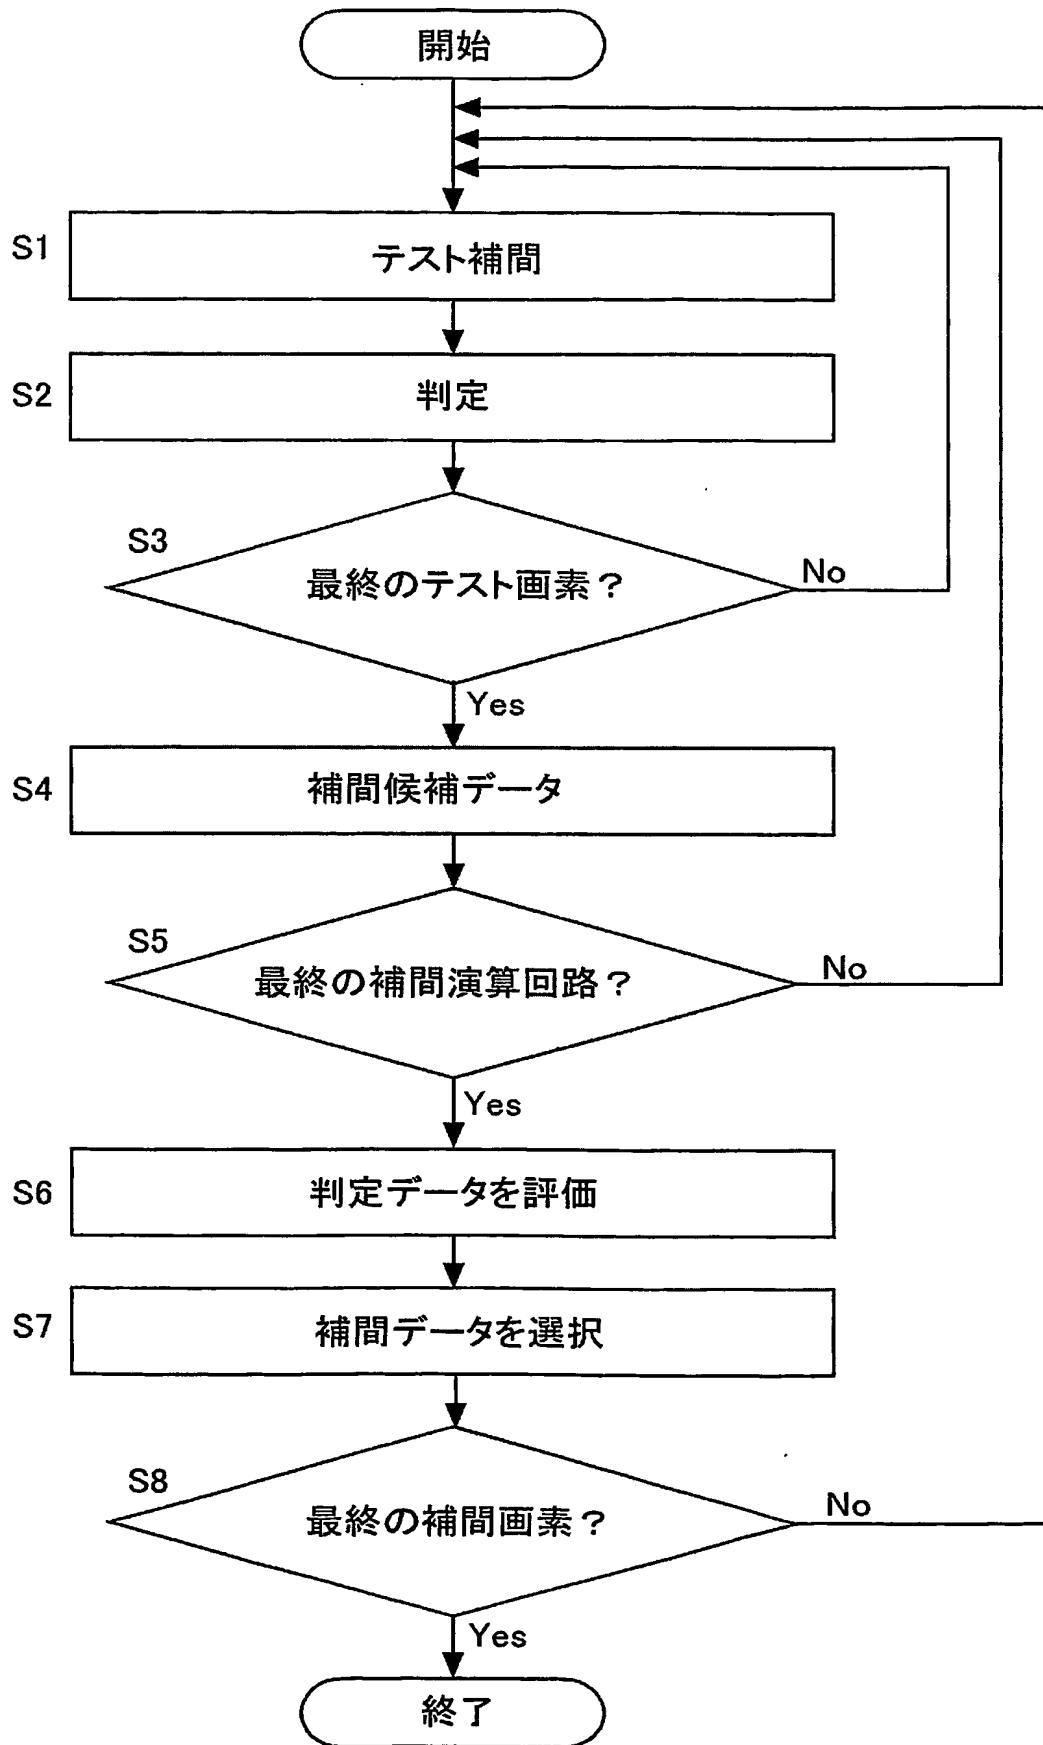 開始
S1
テスト補間
S2
判定
S3
最終のテスト画素？
No
Yes
S4
補間候補データ
S5
最終の補間演算回路？
No
Yes
S6
判定データを評価
S7
補間データを選択
S8
最終の補間画素？
No
Yes
終了